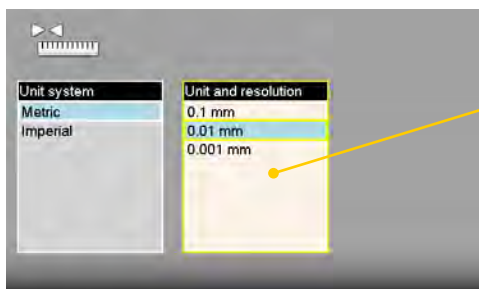 Unit system
Metric
Imperial
Unit and resolution
0.1 mm
0.01 mm
0.001 mm